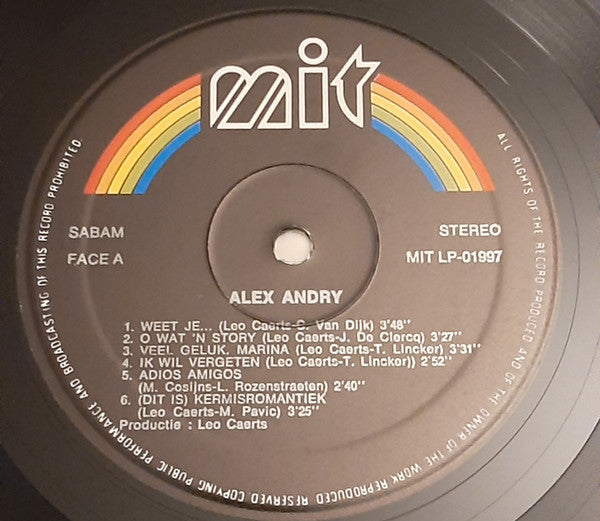 mit
SABAM
STEREO
FACE A
MIT LP-01997
ALEX ANDRY
1. WEET JE... (Leo Caerts-C. Van Dijk) 3'48"
2. O WAT 'N STORY (Leo Caerts-J. De Clercq) 3'27"
3. VEEL GELUK, MARINA (Leo Caerts-T. Lincker) 3'31"
4. IK WIL VERGETEN (Leo Caerts-T. Lincker)) 2'52"
5. ADIOS AMIGOS
(M. Cosijns-L. Rozenstraeten) 2'40"
6. (DIT IS) KERMISROMANTIEK
(Leo Caerts-M. Pavic) 3'25"
Productie : Leo Caerts
ALL RIGHTS OF THE RECORD PRODUCED AND OF THE OWNER OF THE WORK REPRODUCED RESERVED COPYING PUBLIC PERFORMANCE AND BROADCASTING OF THIS RECORD PROHIBITED